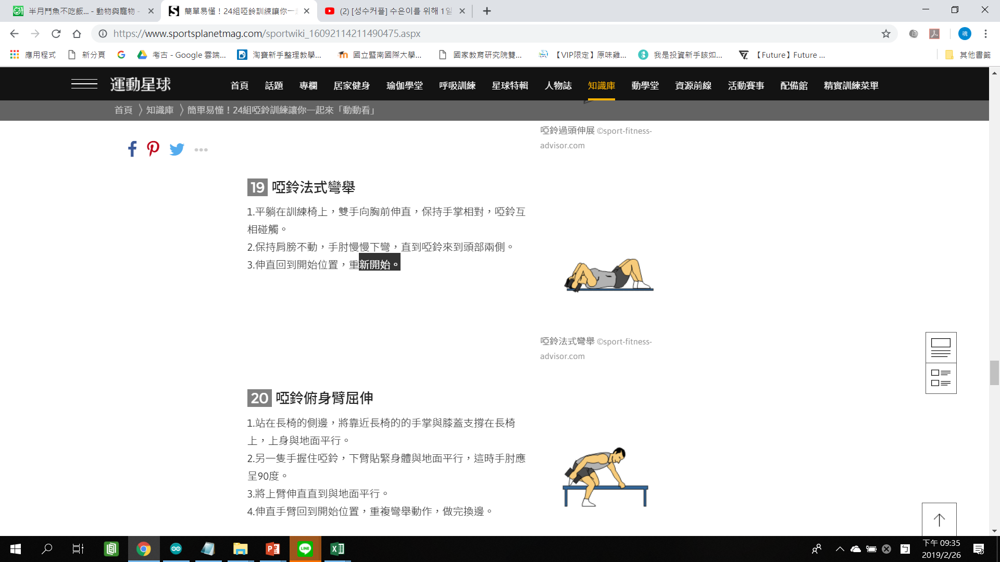 半月鬥魚不吃飯... - 動物與寵物 -
簡單易懂！24組啞鈴訓練讓你一起
(2) [성수커플] 수은이를 위해 1일
https://www.sportsplanetmag.com/sportwiki_16092114211490475.aspx
魂
應用程式
新分頁
考古 - Google 雲端...
淘寶新手整理教學...
國立暨南國際大學...
國家教育研究院雙...
【VIP限定】原味雞...
我是投資新手該如...
【Future】Future ...
其他書籤
運動星球
首頁 話題 專欄 居家健身 瑜伽學堂 呼吸訓練 星球特輯 人物誌 知識庫 動學堂 資源前線 活動賽事 配備館 精實訓練菜單
首頁 〉知識庫 〉簡單易懂！24組啞鈴訓練讓你一起來「動動看」
啞鈴過頭伸展 ©sport-fitness-
advisor.com
19 啞鈴法式彎舉
1.平躺在訓練椅上，雙手向胸前伸直，保持手掌相對，啞鈴互
相碰觸。
2.保持肩膀不動，手肘慢慢下彎，直到啞鈴來到頭部兩側。
3.伸直回到開始位置，重新開始。
啞鈴法式彎舉 ©sport-fitness-
advisor.com
20 啞鈴俯身臂屈伸
1.站在長椅的側邊，將靠近長椅的的手掌與膝蓋支撐在長椅
上，上身與地面平行。
2.另一隻手握住啞鈴，下臂貼緊身體與地面平行，這時手肘應
呈90度。
3.將上臂伸直直到與地面平行。
4.伸直手臂回到開始位置，重複彎舉動作，做完換邊。
LINE
下午 09:35
2019/2/26